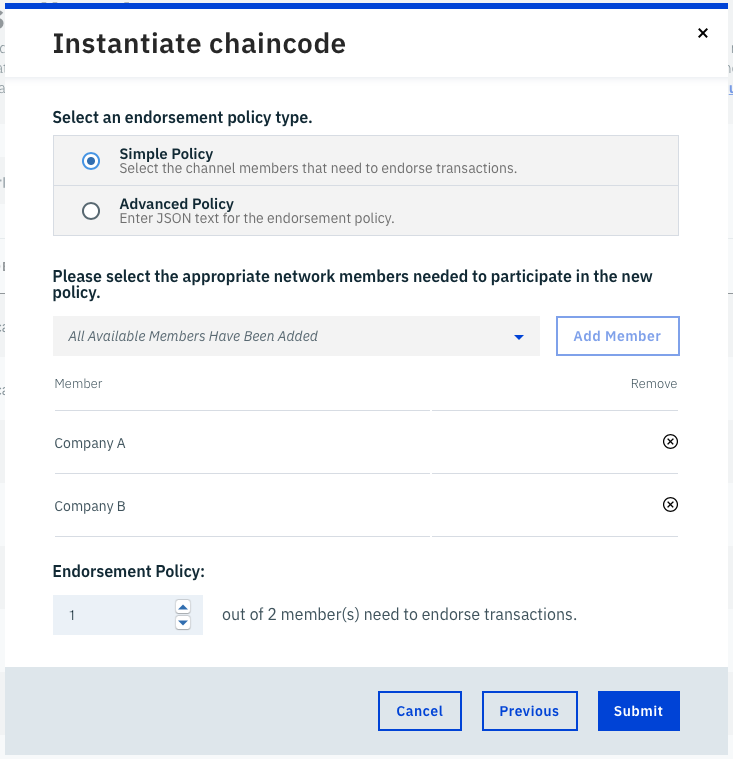 Instantiate chaincode
Select an endorsement policy type.
Simple Policy
Select the channel members that need to endorse transactions.
Advanced Policy
Enter JSON text for the endorsement policy.
Please select the appropriate network members needed to participate in the new
policy.
All Available Members Have Been Added
Add Member
Member Remove
Company A
Company B
Endorsement Policy:
1 out of 2 member(s) need to endorse transactions.
Cancel Previous Submit